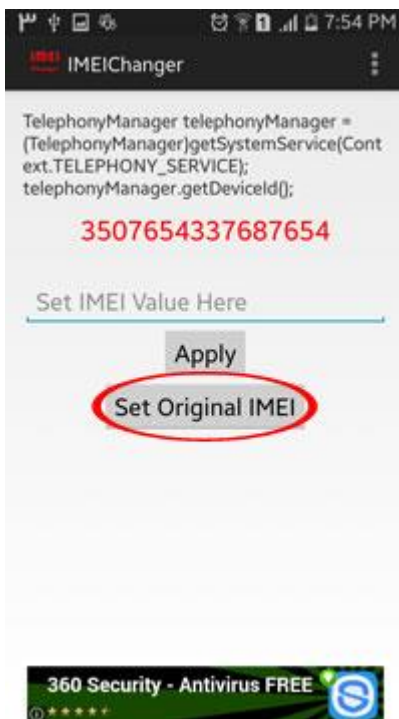 7:54 PM
IMEI IMEIChanger
TelephonyManager telephonyManager =
(TelephonyManager)getSystemService(Cont
ext.TELEPHONY_SERVICE);
telephonyManager.getDeviceId();
3507654337687654
Set IMEI Value Here
Apply
Set Original IMEI
360 Security - Antivirus FREE